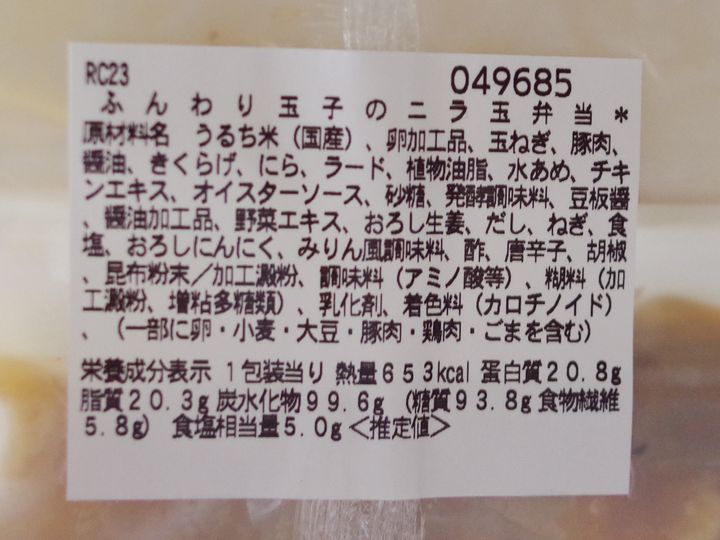 RC23 049685
ふんわり玉子のニラ玉弁当*
原材料名 うるち米（国産）、卵加工品、玉ねぎ、豚肉、
醤油、きくらげ、にら、ラード、植物油脂、水あめ、チキ
ンエキス、オイスターソース、砂糖、発酵調味料、豆板醤
、醤油加工品、野菜エキス、おろし生姜、だし、ねぎ、食
塩、おろしにんにく、みりん風調味料、酢、唐辛子、胡椒
、昆布粉末／加工澱粉、調味料（アミノ酸等）、糊料（加
工澱粉、増粘多糖類）、乳化剤、着色料（カロチノイド）
、（一部に卵・小麦・大豆・豚肉・鶏肉・ごまを含む）
栄養成分表示 1包装当り 熱量653kcal 蛋白質20.8g
脂質20.3g 炭水化物99.6g （糖質93.8g 食物繊維
5.8g） 食塩相当量5.0g＜推定値＞